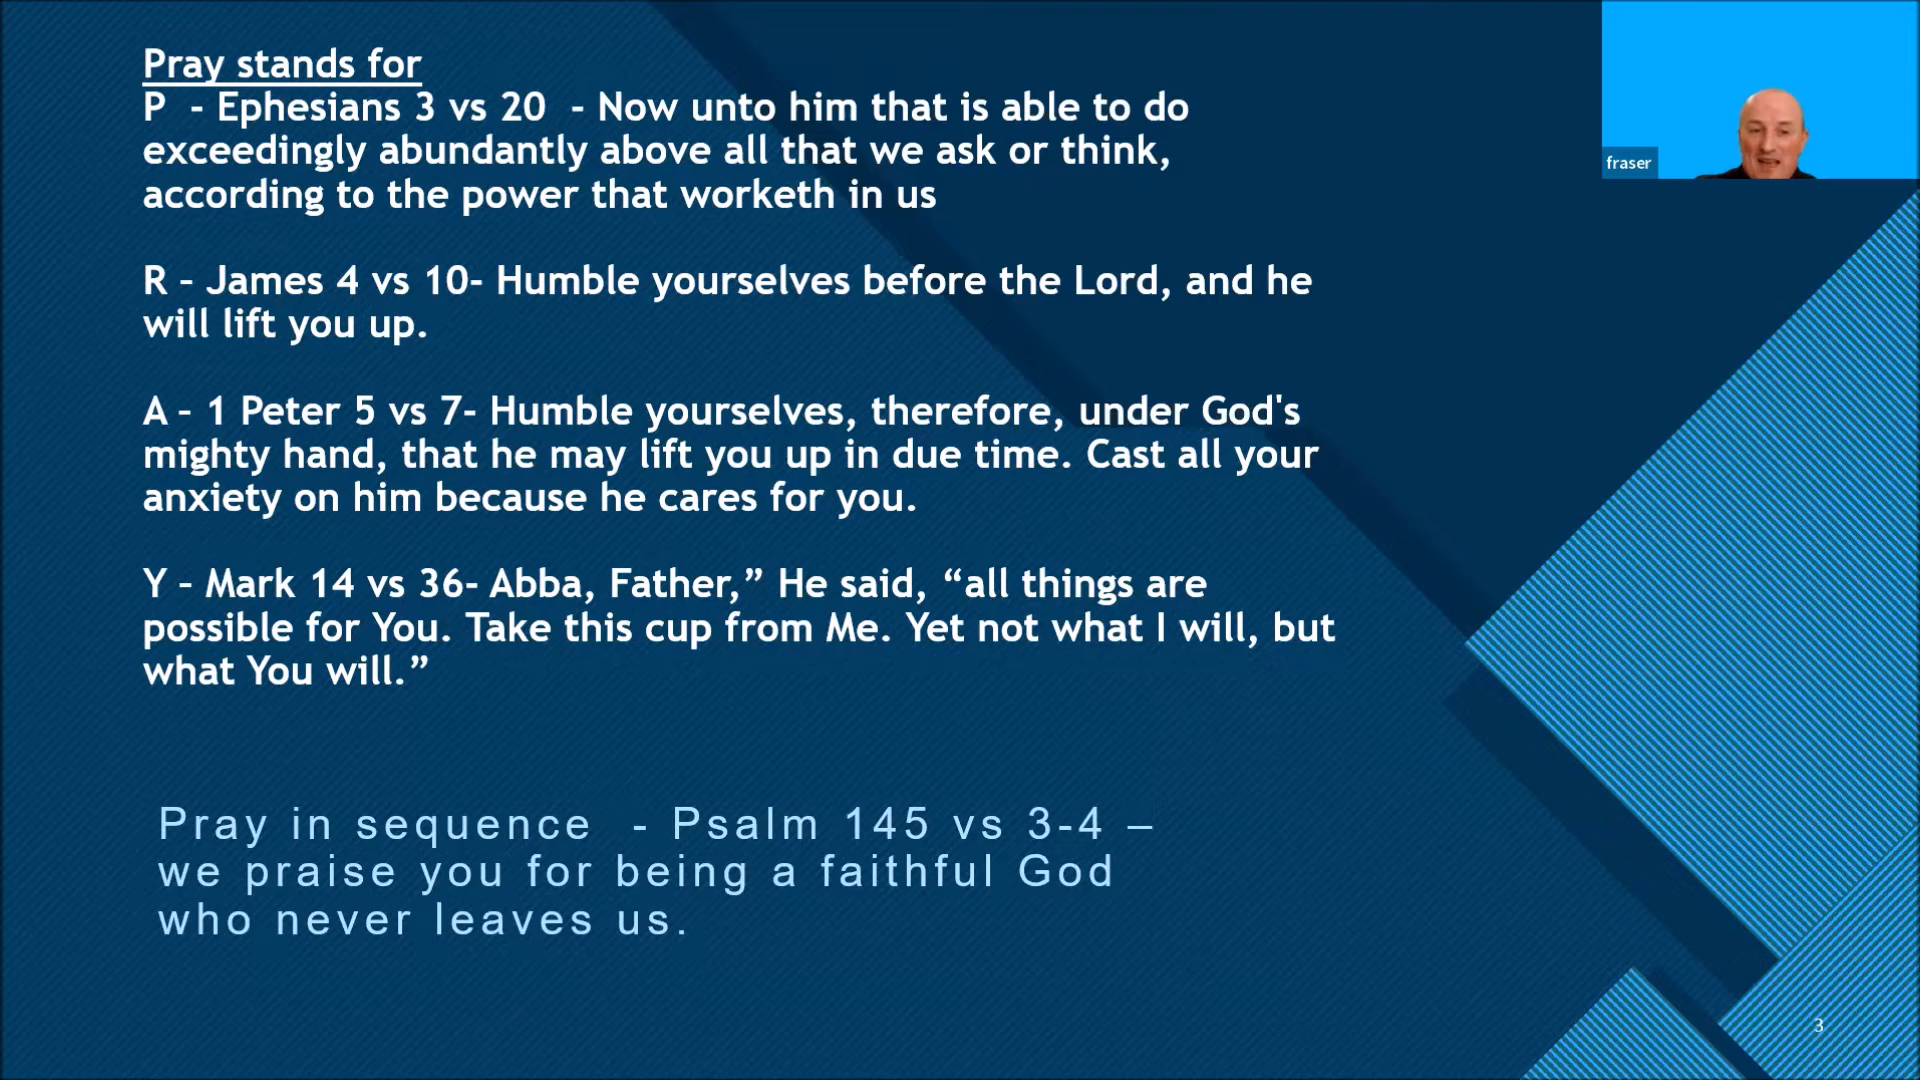 Pray stands for
P  - Ephesians 3 vs 20  - Now unto him that is able to do
exceedingly abundantly above all that we ask or think,
according to the power that worketh in us
R – James 4 vs 10- Humble yourselves before the Lord, and he
will lift you up.
A – 1 Peter 5 vs 7- Humble yourselves, therefore, under God's
mighty hand, that he may lift you up in due time. Cast all your
anxiety on him because he cares for you.
Y – Mark 14 vs 36- Abba, Father,” He said, “all things are
possible for You. Take this cup from Me. Yet not what I will, but
what You will.”
Pray in sequence  - Psalm 145 vs 3-4 –
we praise you for being a faithful God
who never leaves us.
fraser
3